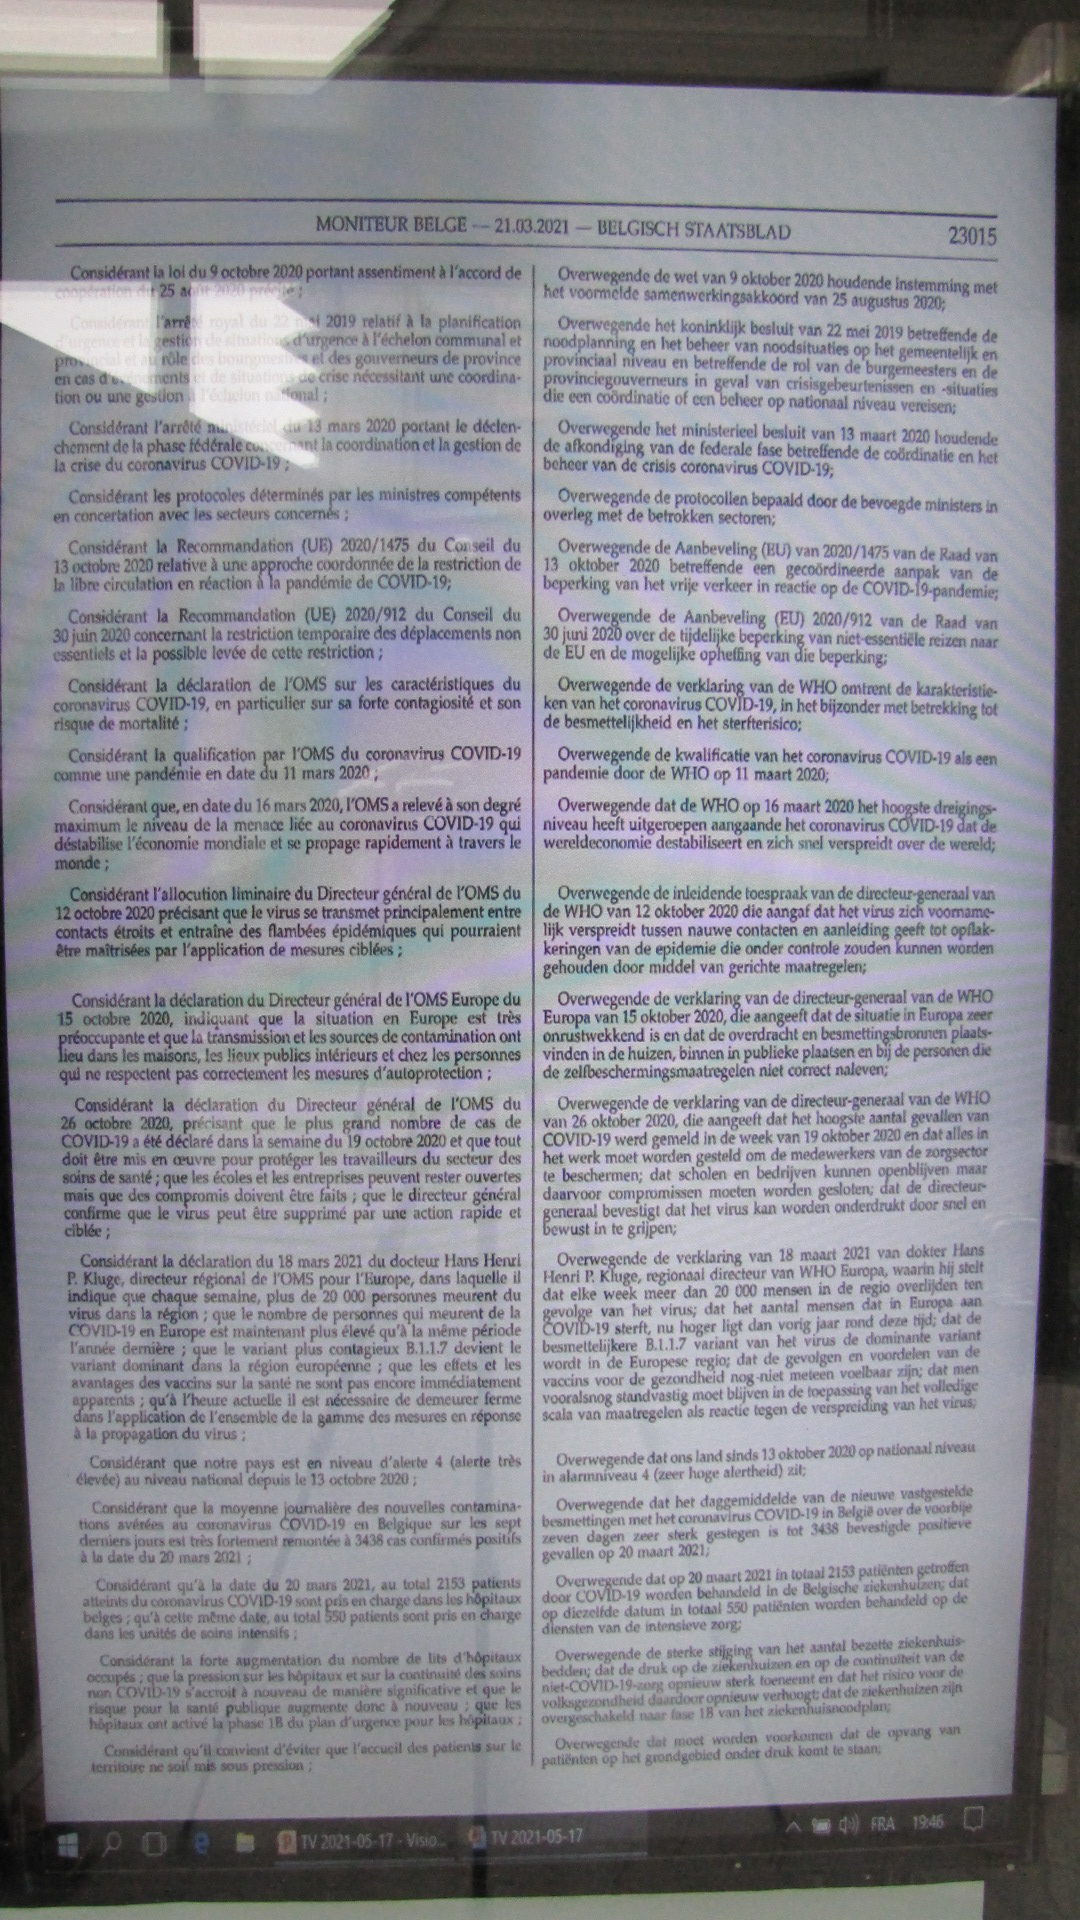 MONITEUR BELGE — 21.03.2021 — BELGISCH STAATSBLAD
23015
Considérant la loi du 9 octobre 2020 portant assentiment à l'accord de
coopération du 25 août 2020 précité ;
Considérant l'arrêté royal du 22 mai 2019 relatif à la planification
d'urgence et la gestion de situations d'urgence à l'échelon communal et
provincial et au rôle des bourgmestres et des gouverneurs de province
en cas d'événements et de situations de crise nécessitant une coordina-
tion ou une gestion à l'échelon national ;
Considérant l'arrêté ministériel du 13 mars 2020 portant le déclen-
chement de la phase fédérale concernant la coordination et la gestion de
la crise du coronavirus COVID-19 ;
Considérant les protocoles déterminés par les ministres compétents
en concertation avec les secteurs concernés ;
Considérant la Recommandation (UE) 2020/1475 du Conseil du
13 octobre 2020 relative à une approche coordonnée de la restriction de
la libre circulation en réaction à la pandémie de COVID-19;
Considérant la Recommandation (UE) 2020/912 du Conseil du
30 juin 2020 concernant la restriction temporaire des déplacements non
essentiels et la possible levée de cette restriction ;
Considérant la déclaration de l'OMS sur les caractéristiques du
coronavirus COVID-19, en particulier sur sa forte contagiosité et son
risque de mortalité ;
Considérant la qualification par l'OMS du coronavirus COVID-19
comme une pandémie en date du 11 mars 2020 ;
Considérant que, en date du 16 mars 2020, l'OMS a relevé à son degré
maximum le niveau de la menace liée au coronavirus COVID-19 qui
déstabilise l'économie mondiale et se propage rapidement à travers le
monde ;
Considérant l'allocution liminaire du Directeur général de l'OMS du
12 octobre 2020 précisant que le virus se transmet principalement entre
contacts étroits et entraîne des flambées épidémiques qui pourraient
être maîtrisées par l'application de mesures ciblées ;
Considérant la déclaration du Directeur général de l'OMS Europe du
15 octobre 2020, indiquant que la situation en Europe est très
préoccupante et que la transmission et les sources de contamination ont
lieu dans les maisons, les lieux publics intérieurs et chez les personnes
qui ne respectent pas correctement les mesures d'autoprotection ;
Considérant la déclaration du Directeur général de l'OMS du
26 octobre 2020, précisant que le plus grand nombre de cas de
COVID-19 a été déclaré dans la semaine du 19 octobre 2020 et que tout
doit être mis en œuvre pour protéger les travailleurs du secteur des
soins de santé ; que les écoles et les entreprises peuvent rester ouvertes
mais que des compromis doivent être faits ; que le directeur général
confirme que le virus peut être supprimé par une action rapide et
ciblée ;
Considérant la déclaration du 18 mars 2021 du docteur Hans Henri
P. Kluge, directeur régional de l'OMS pour l'Europe, dans laquelle il
indique que chaque semaine, plus de 20 000 personnes meurent du
virus dans la région ; que le nombre de personnes qui meurent de la
COVID-19 en Europe est maintenant plus élevé qu'à la même période
l'année dernière ; que le variant plus contagieux B.1.1.7 devient le
variant dominant dans la région européenne ; que les effets et les
avantages des vaccins sur la santé ne sont pas encore immédiatement
apparents ; qu'à l'heure actuelle il est nécessaire de demeurer ferme
dans l'application de l'ensemble de la gamme des mesures en réponse
à la propagation du virus ;
Considérant que notre pays est en niveau d'alerte 4 (alerte très
élevée) au niveau national depuis le 13 octobre 2020 ;
Considérant que la moyenne journalière des nouvelles contamina-
tions avérées au coronavirus COVID-19 en Belgique sur les sept
derniers jours est très fortement remontée à 3438 cas confirmés positifs
à la date du 20 mars 2021 ;
Considérant qu'à la date du 20 mars 2021, au total 2153 patients
atteints du coronavirus COVID-19 sont pris en charge dans les hôpitaux
belges ; qu'à cette même date, au total 550 patients sont pris en charge
dans les unités de soins intensifs ;
Considérant la forte augmentation du nombre de lits d'hôpitaux
occupés ; que la pression sur les hôpitaux et sur la continuité des soins
non COVID-19 s'accroît à nouveau de manière significative et que le
risque pour la santé publique augmente donc à nouveau ; que les
hôpitaux ont activé la phase 1B du plan d'urgence pour les hôpitaux ;
Considérant qu'il convient d'éviter que l'accueil des patients sur le
territoire ne soit mis sous pression ;
Overwegende de wet van 9 oktober 2020 houdende instemming met
het voormelde samenwerkingsakkoord van 25 augustus 2020;
Overwegende het koninklijk besluit van 22 mei 2019 betreffende de
noodplanning en het beheer van noodsituaties op het gemeentelijk en
provinciaal niveau en betreffende de rol van de burgemeesters en de
provinciegouverneurs in geval van crisisgebeurtenissen en -situaties
die een coördinatie of een beheer op nationaal niveau vereisen;
Overwegende het ministerieel besluit van 13 maart 2020 houdende
de afkondiging van de federale fase betreffende de coördinatie en het
beheer van de crisis coronavirus COVID-19;
Overwegende de protocollen bepaald door de bevoegde ministers in
overleg met de betrokken sectoren;
Overwegende de Aanbeveling (EU) van 2020/1475 van de Raad van
13 oktober 2020 betreffende een gecoördineerde aanpak van de
beperking van het vrije verkeer in reactie op de COVID-19-pandemie;
Overwegende de Aanbeveling (EU) 2020/912 van de Raad van
30 juni 2020 over de tijdelijke beperking van niet-essentiële reizen naar
de EU en de mogelijke opheffing van die beperking;
Overwegende de verklaring van de WHO omtrent de karakteristie-
ken van het coronavirus COVID-19, in het bijzonder met betrekking tot
de besmettelijkheid en het sterfterisico;
Overwegende de kwalificatie van het coronavirus COVID-19 als een
pandemie door de WHO op 11 maart 2020;
Overwegende dat de WHO op 16 maart 2020 het hoogste dreigings-
niveau heeft uitgeroepen aangaande het coronavirus COVID-19 dat de
wereldeconomie destabiliseert en zich snel verspreidt over de wereld;
Overwegende de inleidende toespraak van de directeur-generaal van
de WHO van 12 oktober 2020 die aangaf dat het virus zich voorname-
lijk verspreidt tussen nauwe contacten en aanleiding geeft tot opflak-
keringen van de epidemie die onder controle zouden kunnen worden
gehouden door middel van gerichte maatregelen;
Overwegende de verklaring van de directeur-generaal van de WHO
Europa van 15 oktober 2020, die aangeeft dat de situatie in Europa zeer
onrustwekkend is en dat de overdracht en besmettingsbronnen plaats-
vinden in de huizen, binnen in publieke plaatsen en bij de personen die
de zelfbeschermingsmaatregelen niet correct naleven;
Overwegende de verklaring van de directeur-generaal van de WHO
van 26 oktober 2020, die aangeeft dat het hoogste aantal gevallen van
COVID-19 werd gemeld in de week van 19 oktober 2020 en dat alles in
het werk moet worden gesteld om de medewerkers van de zorgsector
te beschermen; dat scholen en bedrijven kunnen openblijven maar
daarvoor compromissen moeten worden gesloten; dat de directeur-
generaal bevestigt dat het virus kan worden onderdrukt door snel en
bewust in te grijpen;
Overwegende de verklaring van 18 maart 2021 van dokter Hans
Henri P. Kluge, regionaal directeur van WHO Europa, waarin hij stelt
dat elke week meer dan 20 000 mensen in de regio overlijden ten
gevolge van het virus; dat het aantal mensen dat in Europa aan
COVID-19 sterft, nu hoger ligt dan vorig jaar rond deze tijd; dat de
besmettelijkere B.1.1.7 variant van het virus de dominante variant
wordt in de Europese regio; dat de gevolgen en voordelen van de
vaccins voor de gezondheid nog niet meteen voelbaar zijn; dat men
vooralsnog standvastig moet blijven in de toepassing van het volledige
scala van maatregelen als reactie tegen de verspreiding van het virus;
Overwegende dat ons land sinds 13 oktober 2020 op nationaal niveau
in alarmniveau 4 (zeer hoge alertheid) zit;
Overwegende dat het daggemiddelde van de nieuwe vastgestelde
besmettingen met het coronavirus COVID-19 in België over de voorbije
zeven dagen zeer sterk gestegen is tot 3438 bevestigde positieve
gevallen op 20 maart 2021;
Overwegende dat op 20 maart 2021 in totaal 2153 patiënten getroffen
door COVID-19 worden behandeld in de Belgische ziekenhuizen; dat
op diezelfde datum in totaal 550 patiënten worden behandeld op de
diensten van de intensieve zorg;
Overwegende de sterke stijging van het aantal bezette ziekenhuis-
bedden; dat de druk op de ziekenhuizen en op de continuïteit van de
niet-COVID-19-zorg opnieuw sterk toeneemt en dat het risico voor de
volksgezondheid daardoor opnieuw verhoogt; dat de ziekenhuizen zijn
overgeschakeld naar fase 1B van het ziekenhuisnoodplan;
Overwegende dat moet worden voorkomen dat de opvang van
patiënten op het grondgebied onder druk komt te staan;
TV 2021-05-17 - Visio...
TV 2021-05-17
FRA
19:46